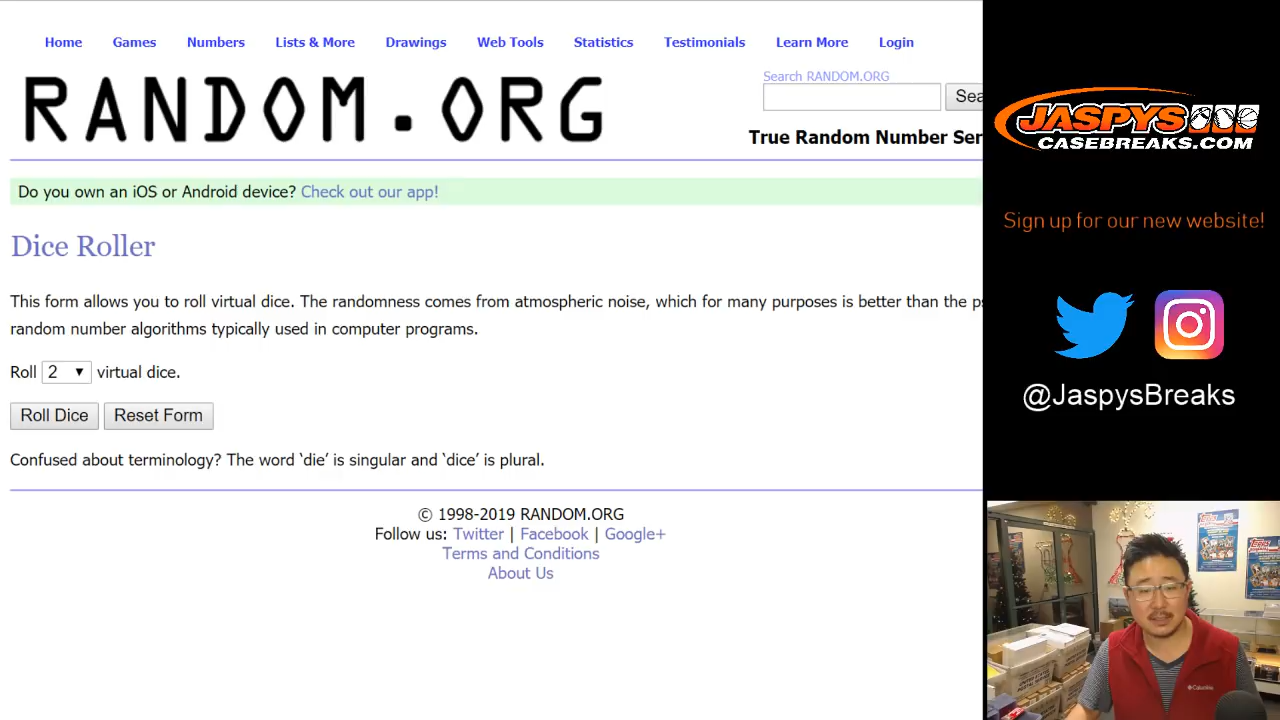 Home Games Numbers Lists & More Drawings Web Tools Statistics Testimonials Learn More Login
RANDOM.ORG
Search RANDOM.ORG
Sea
True Random Number Ser
Do you own an iOS or Android device? Check out our app!
Dice Roller
This form allows you to roll virtual dice. The randomness comes from atmospheric noise, which for many purposes is better than the ps
random number algorithms typically used in computer programs.
Roll 2 virtual dice.
Roll Dice Reset Form
Confused about terminology? The word ‘die’ is singular and ‘dice’ is plural.
© 1998-2019 RANDOM.ORG
Follow us: Twitter | Facebook | Google+
Terms and Conditions
About Us
JASPYS
CASEBREAKS.COM
Sign up for our new website!
@JaspysBreaks
Topps
Topps
Columbia